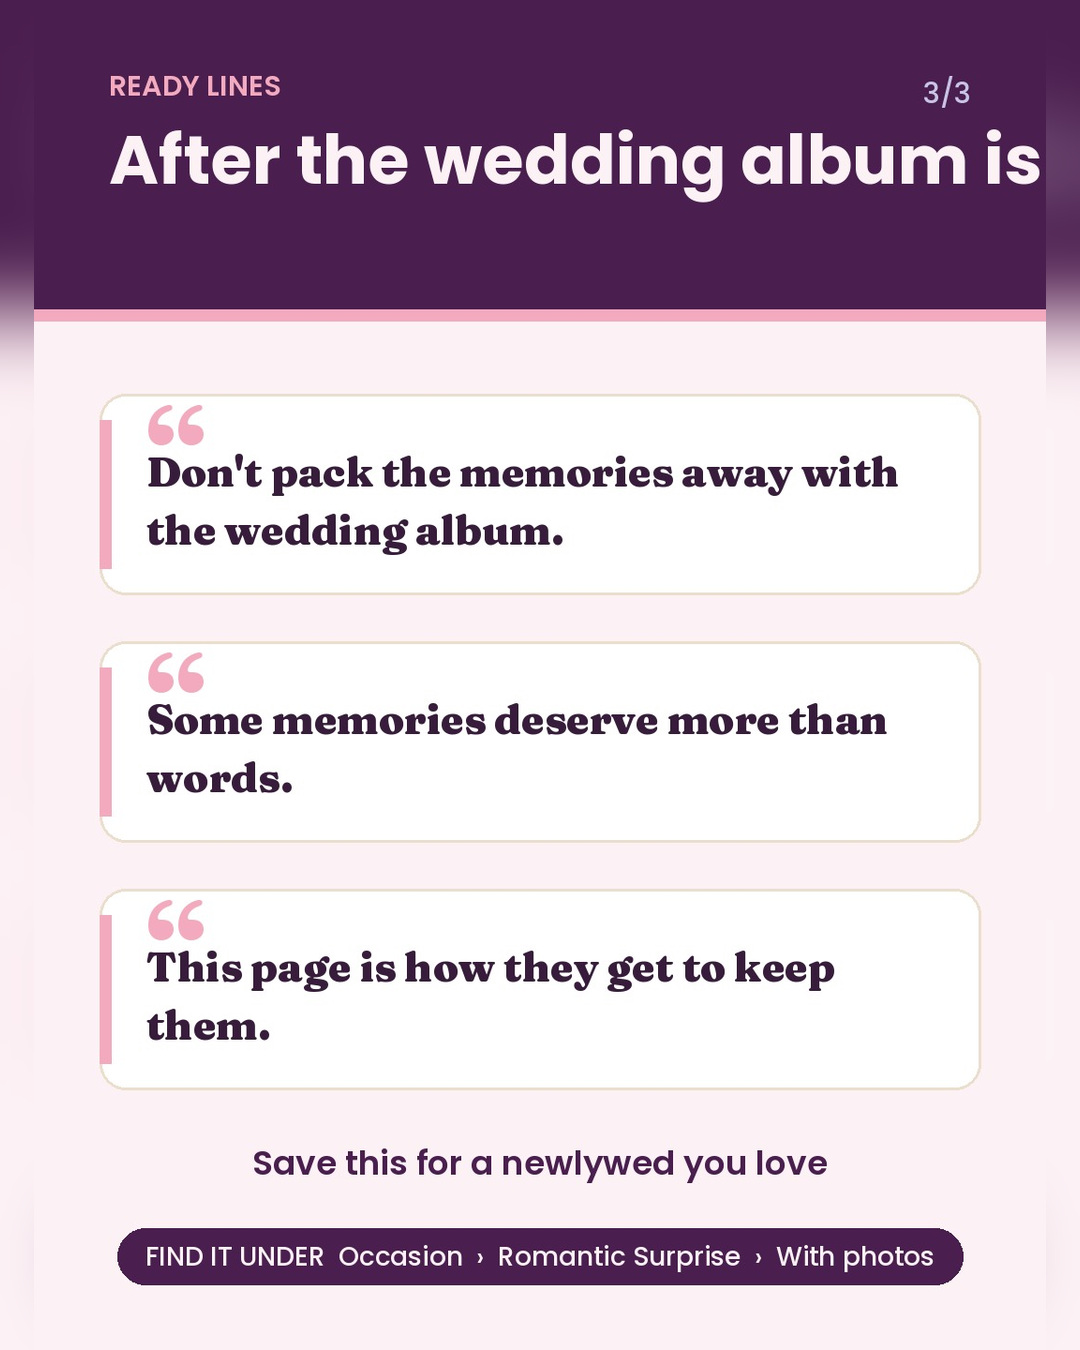 READY LINES
3/3
After the wedding album is
“
Don't pack the memories away with
the wedding album.
“
Some memories deserve more than
words.
“
This page is how they get to keep
them.
Save this for a newlywed you love
FIND IT UNDER Occasion › Romantic Surprise › With photos